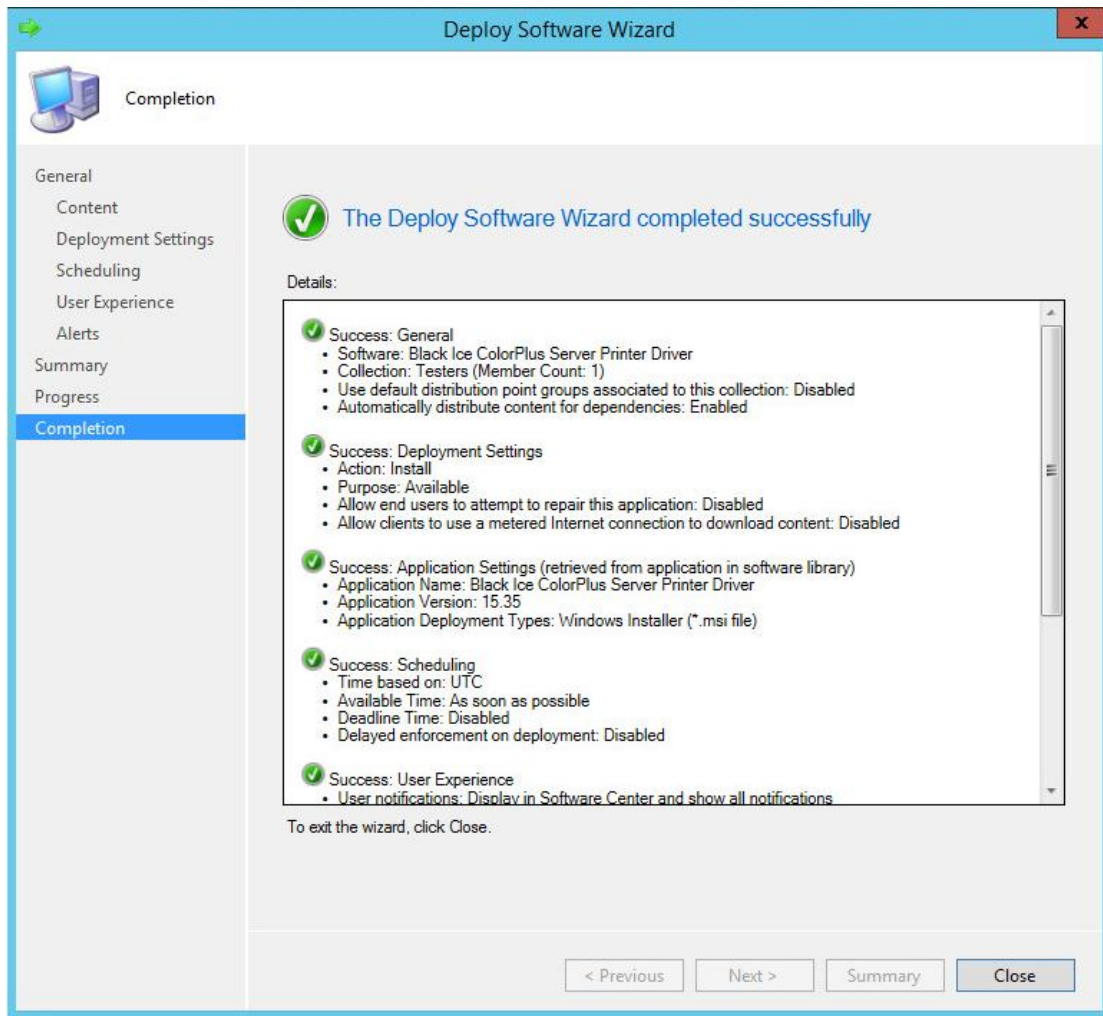 Deploy Software Wizard
x
Completion
General
Content
Deployment Settings
Scheduling
User Experience
Alerts
Summary
Progress
Completion
The Deploy Software Wizard completed successfully
Details:
Success: General
• Software: Black Ice ColorPlus Server Printer Driver
• Collection: Testers (Member Count: 1)
• Use default distribution point groups associated to this collection: Disabled
• Automatically distribute content for dependencies: Enabled
Success: Deployment Settings
• Action: Install
• Purpose: Available
• Allow end users to attempt to repair this application: Disabled
• Allow clients to use a metered Internet connection to download content: Disabled
Success: Application Settings (retrieved from application in software library)
• Application Name: Black Ice ColorPlus Server Printer Driver
• Application Version: 15.35
• Application Deployment Types: Windows Installer (*.msi file)
Success: Scheduling
• Time based on: UTC
• Available Time: As soon as possible
• Deadline Time: Disabled
• Delayed enforcement on deployment: Disabled
Success: User Experience
• User notifications: Display in Software Center and show all notifications
To exit the wizard, click Close.
< Previous
Next >
Summary
Close